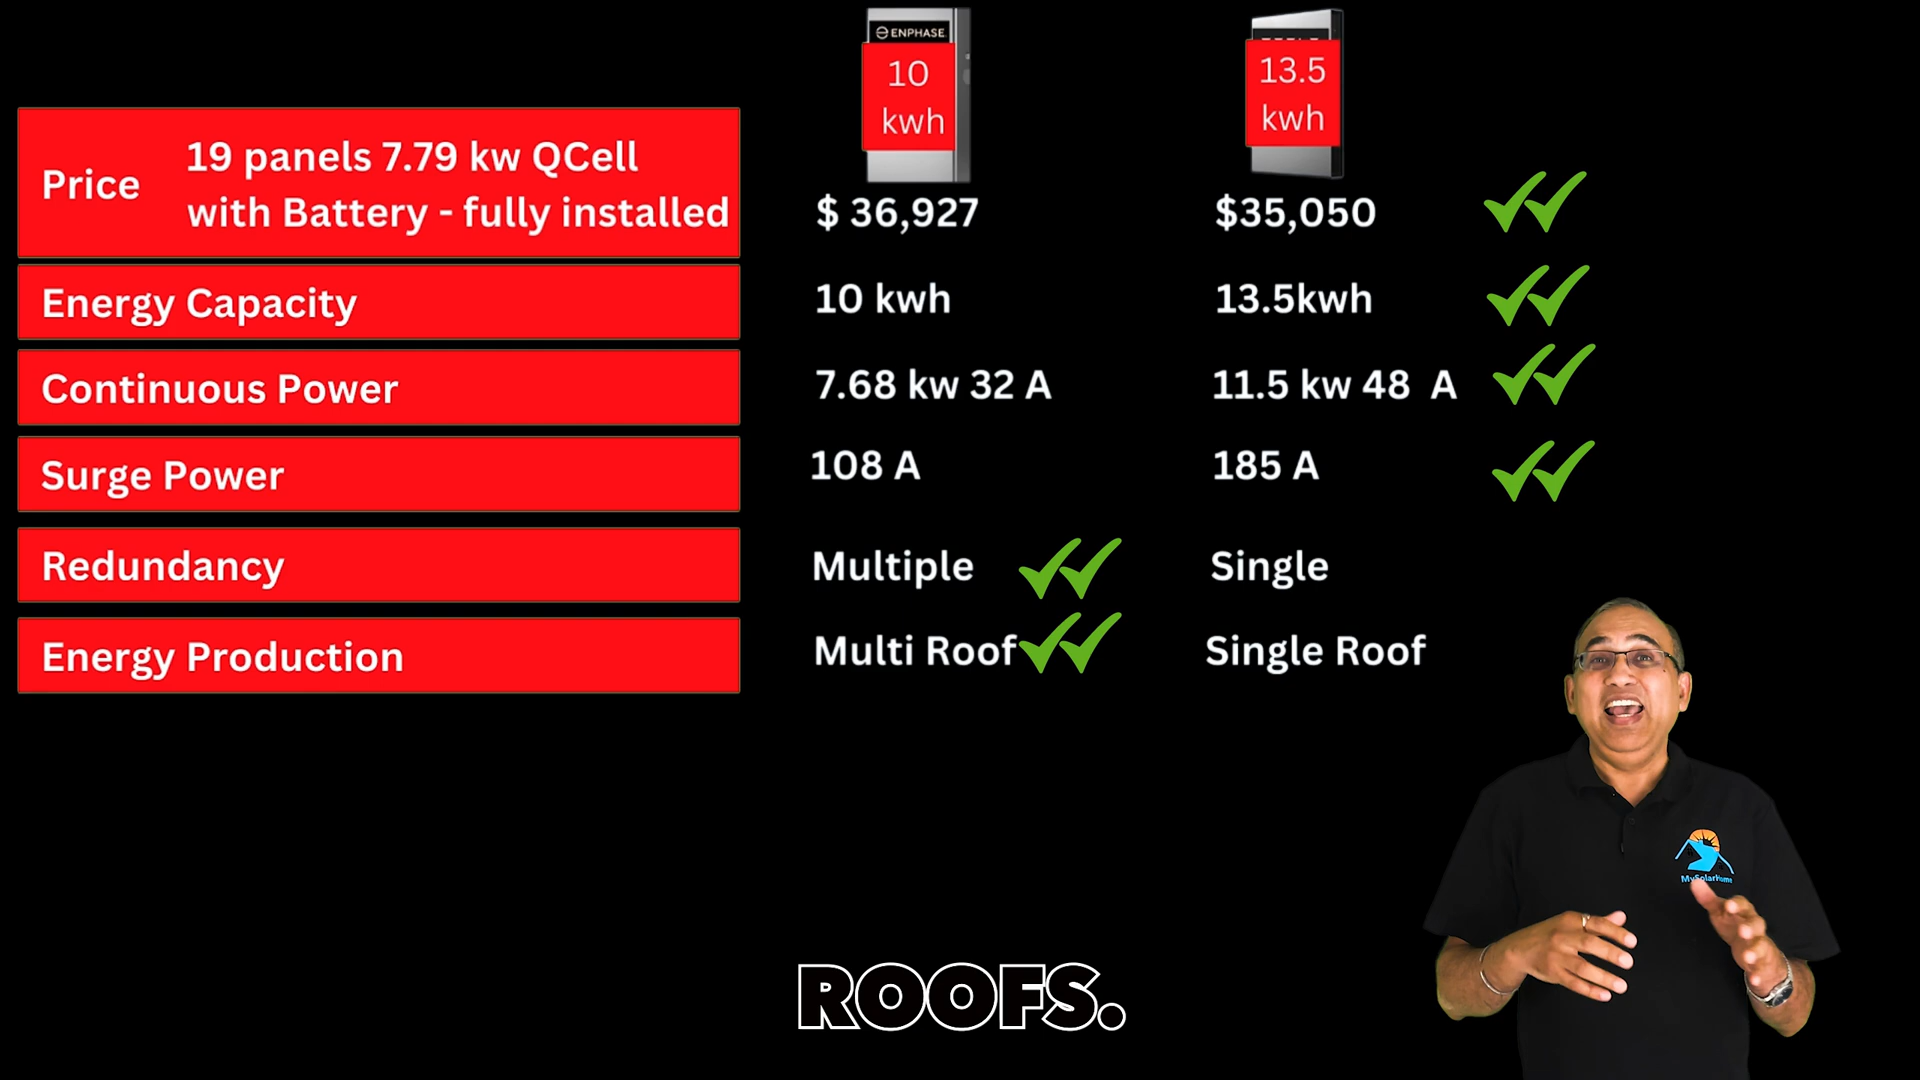 ENPHASE
10
kwh
13.5
kwh
Price
19 panels 7.79 kw QCell
with Battery - fully installed
$ 36,927
$35,050
Energy Capacity
10 kwh
13.5kwh
Continuous Power
7.68 kw 32 A
11.5 kw 48 A
Surge Power
108 A
185 A
Redundancy
Multiple
Single
Energy Production
Multi Roof
Single Roof
MySolarHome
ROOFS.